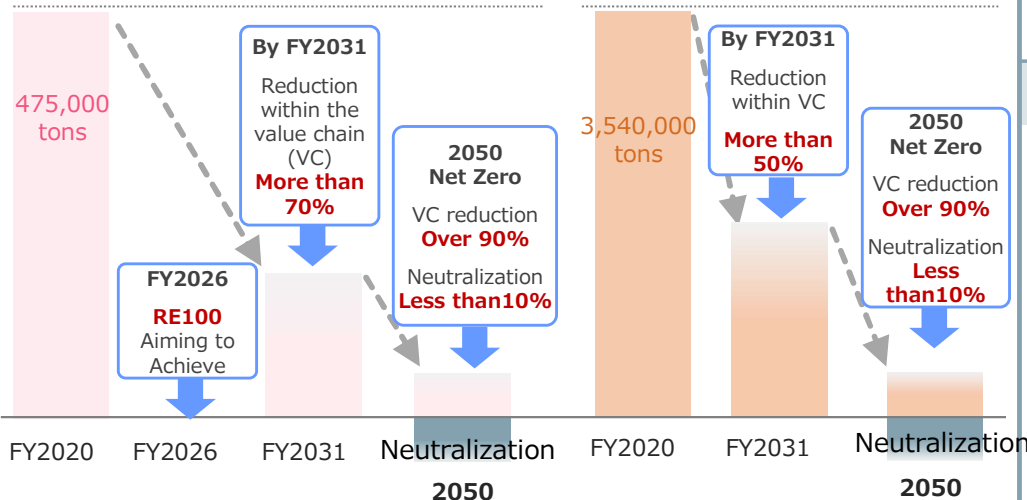 475,000
tons
By FY2031
Reduction
within the
value chain
(VC)
More than
70%
FY2026
RE100
Aiming to
Achieve
2050
Net Zero
VC reduction
Over 90%
Neutralization
Less than10%
FY2020
FY2026
FY2031
Neutralization
2050
3,540,000
tons
By FY2031
Reduction
within VC
More than
50%
2050
Net Zero
VC reduction
Over 90%
Neutralization
Less
than10%
FY2020
FY2031
Neutralization
2050